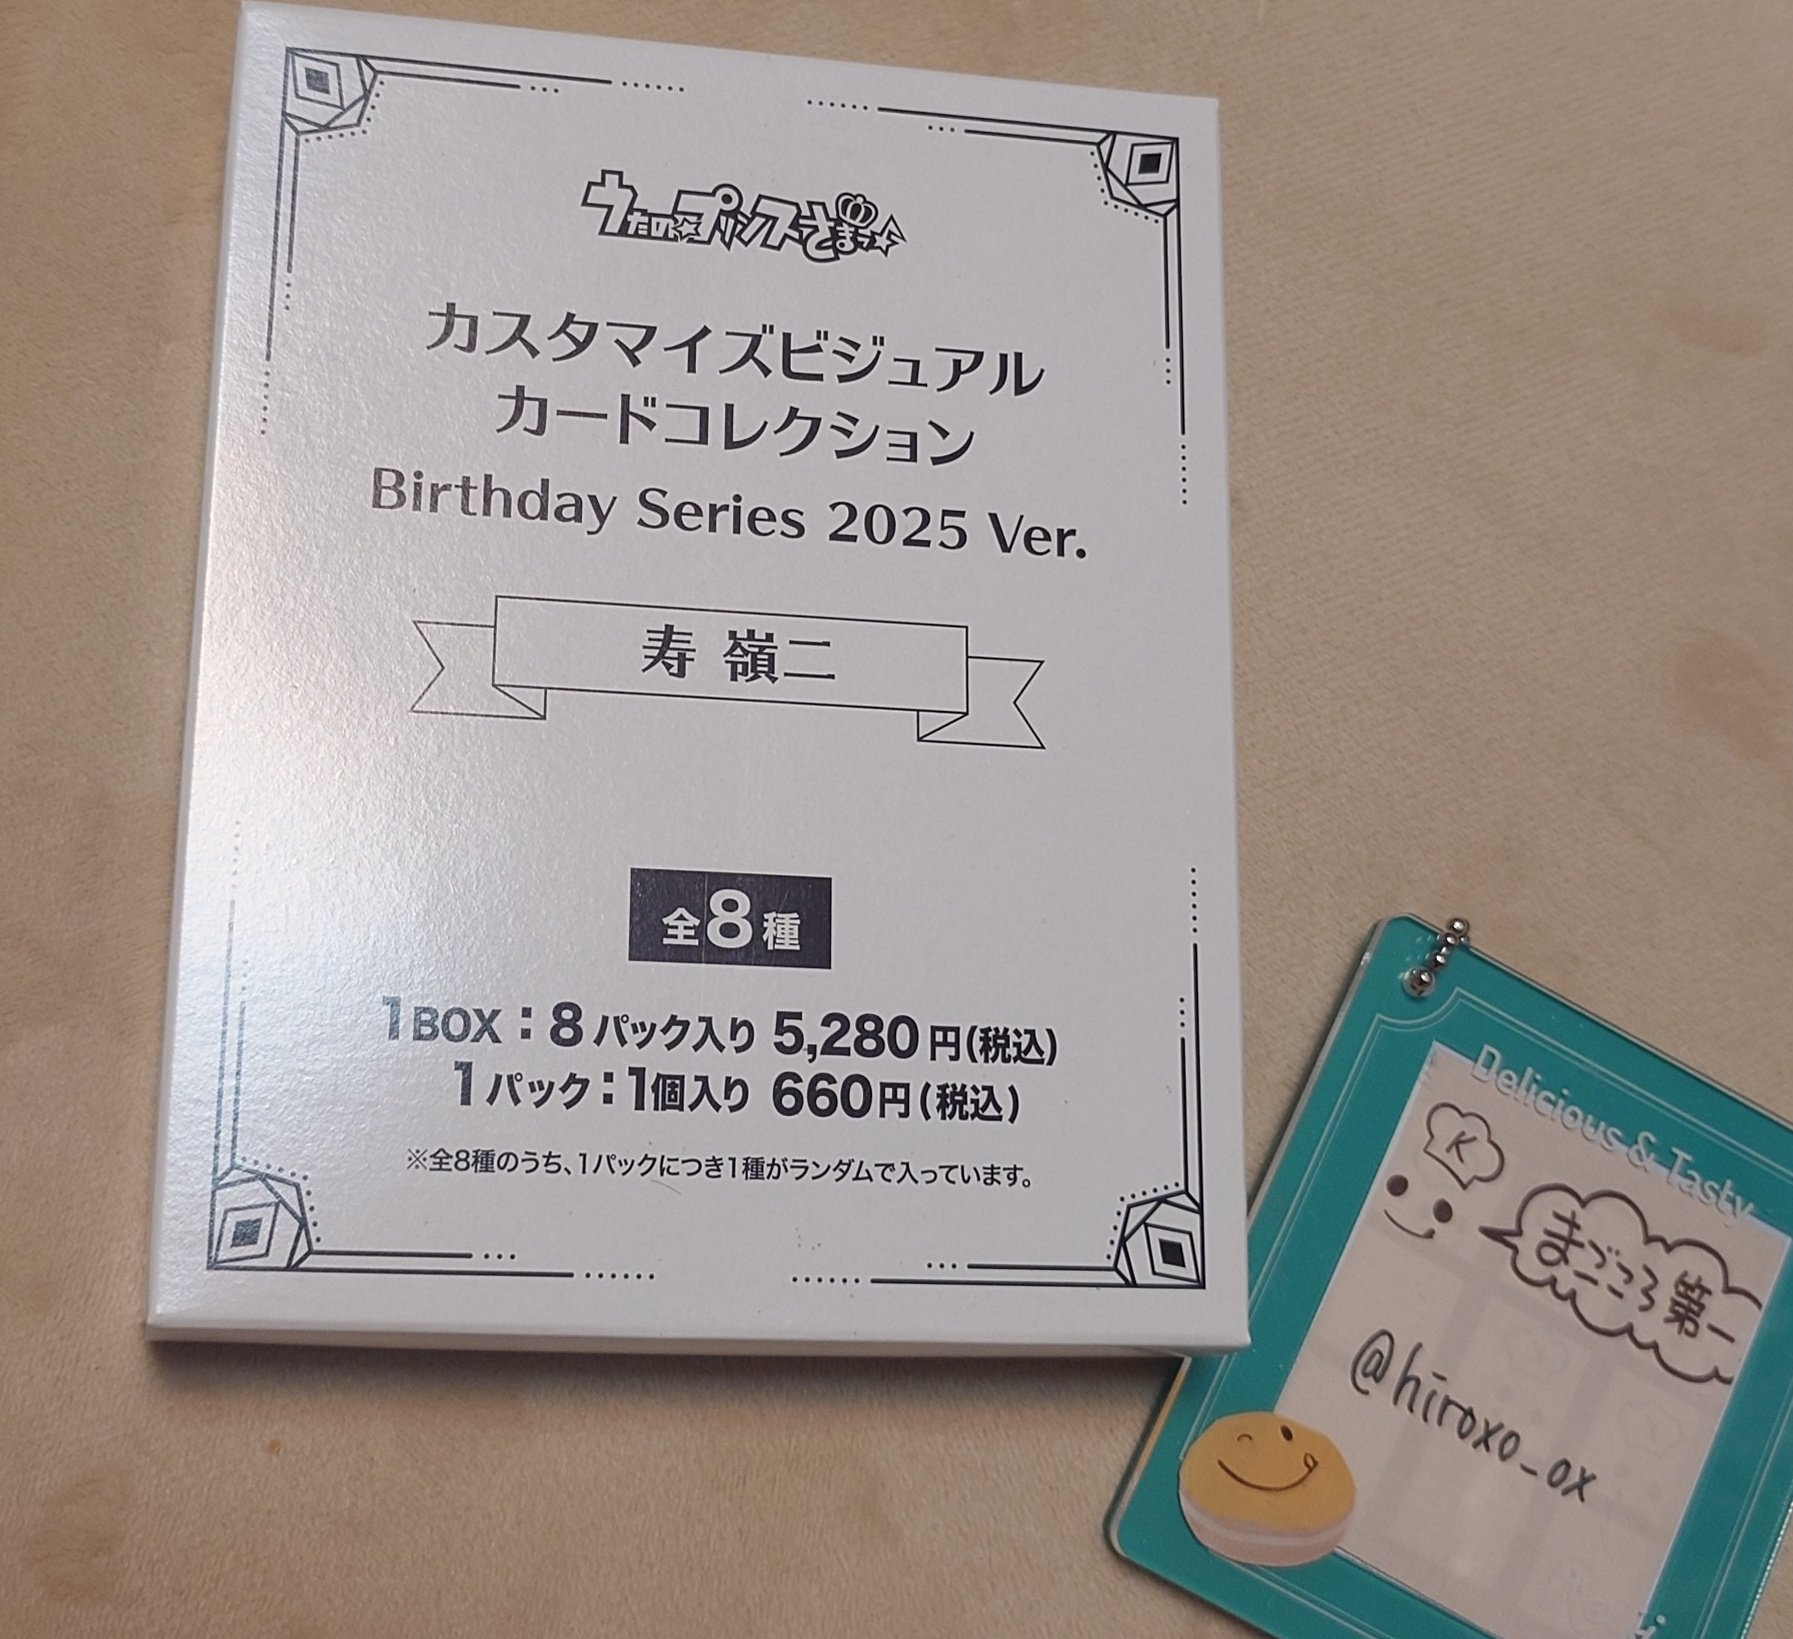 うたの☆プリンスさまっ♪
カスタマイズビジュアル
カードコレクション
Birthday Series 2025 Ver.
寿 嶺二
全8種
1BOX：8パック入り 5,280円(税込)
1パック：1個入り 660円(税込)
※全8種のうち、1パックにつき1種がランダムで入っています。
Delicious & Tasty
K
まごころ第一
@hiroxo_ox